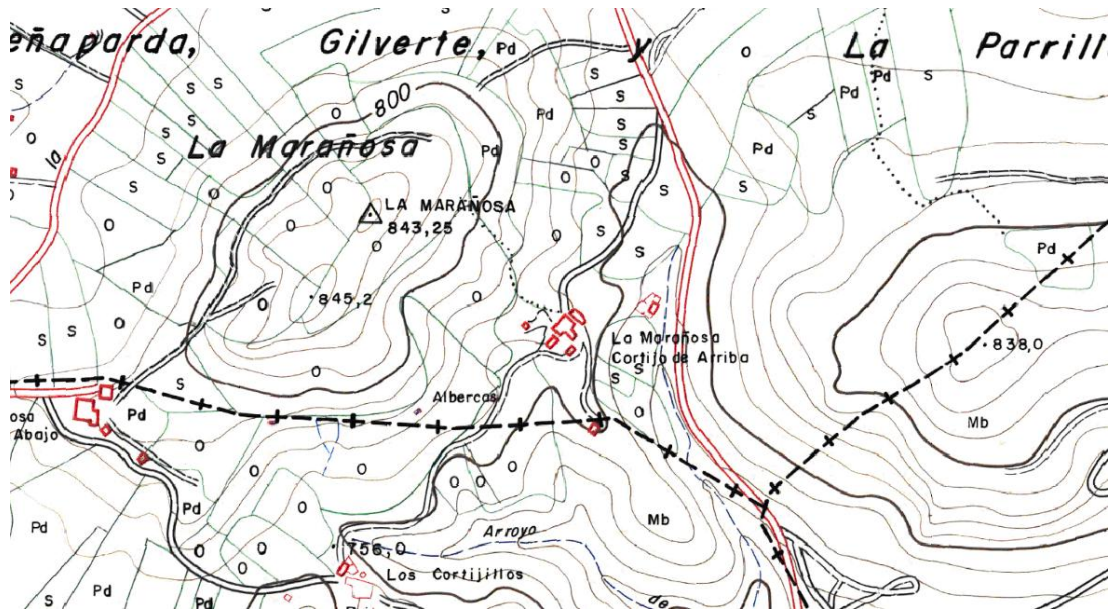 eñaparda, Gilverte, y La Parrill
Pd
Pd
S
800
S
O
S
S
S
Pd
S
S
Pd
S
O
la
La Marañosa
Pd
O
S
Pd
S
S
O
O
LA MARAÑOSA
843,25
O
O
S
O
O
S
Pd
Pd
O
845,2
O
S
La Marañosa
Cortijo de Arriba
838,0
S
S
O
O
S
S
S
Albercas
O
osa
Abajo
Pd
Mb
O
O
O
O
O
O
O
Pd
Pd
Mb
Arroyo
756,0
O
O
O
Los Cortijillos
Pd
Pd
de